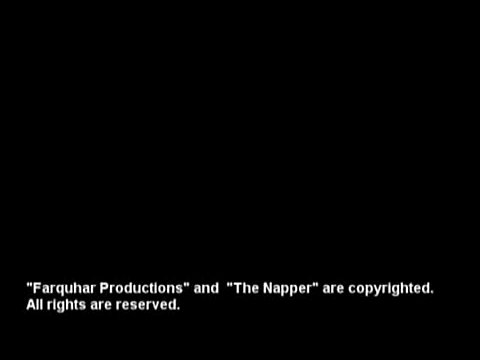 "Farquhar Productions" and  "The Napper" are copyrighted.
All rights are reserved.